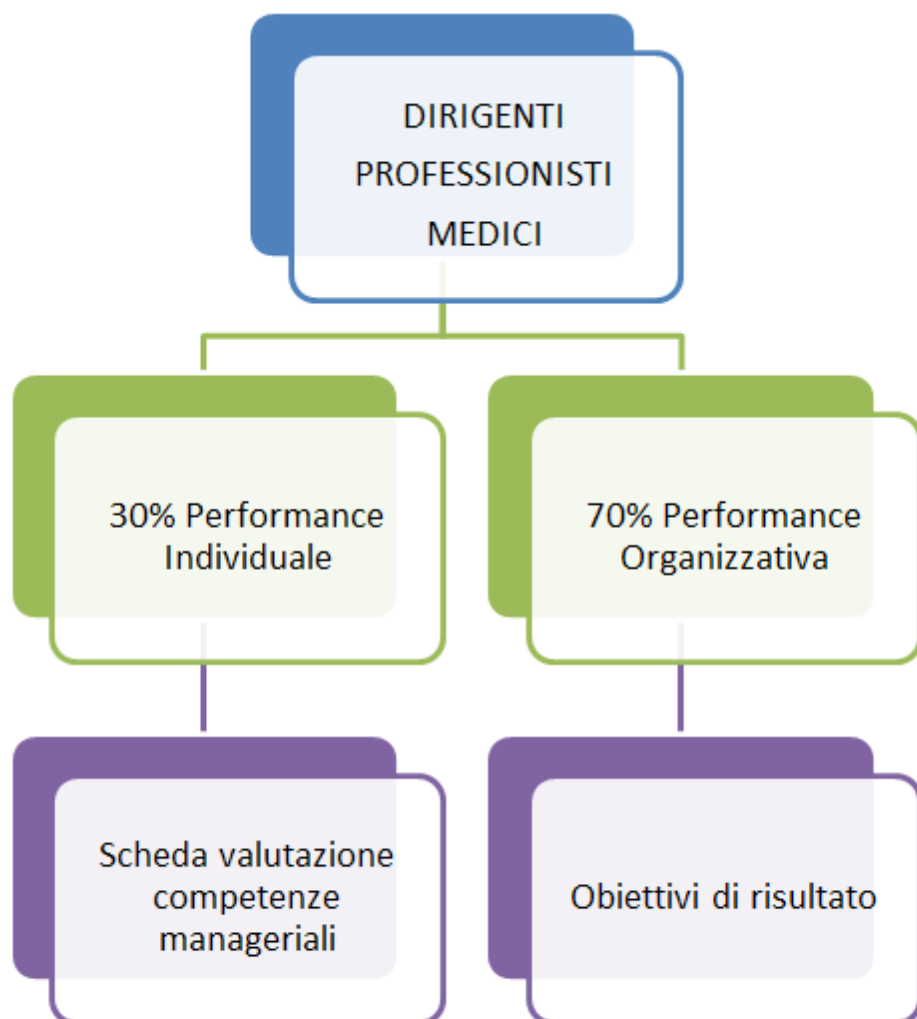 DIRIGENTI
PROFESSIONISTI
MEDICI
30% Performance
Individuale
70% Performance
Organizzativa
Scheda valutazione
competenze
manageriali
Obiettivi di risultato